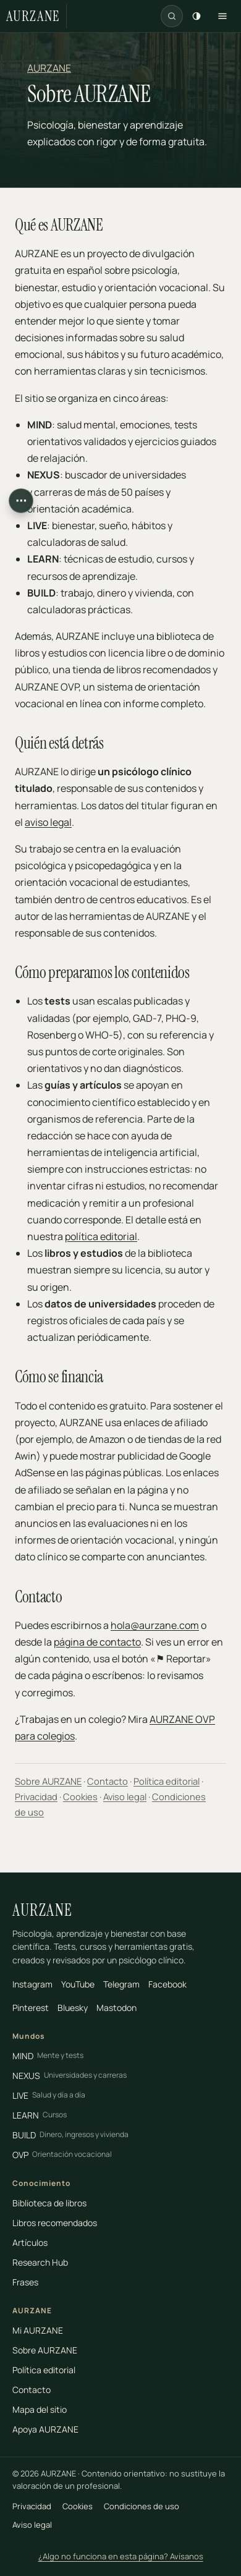 AURZANE
AURZANE
Sobre AURZANE
Psicología, bienestar y aprendizaje
explicados con rigor y de forma gratuita.
Qué es AURZANE
AURZANE es un proyecto de divulgación
gratuita en español sobre psicología,
bienestar, estudio y orientación vocacional. Su
objetivo es que cualquier persona pueda
entender mejor lo que siente y tomar
decisiones informadas sobre su salud
emocional, sus hábitos y su futuro académico,
con herramientas claras y sin tecnicismos.
El sitio se organiza en cinco áreas:
• MIND: salud mental, emociones, tests
orientativos validados y ejercicios guiados
de relajación.
• NEXUS: buscador de universidades
y carreras de más de 50 países y
orientación académica.
• LIVE: bienestar, sueño, hábitos y
calculadoras de salud.
• LEARN: técnicas de estudio, cursos y
recursos de aprendizaje.
• BUILD: trabajo, dinero y vivienda, con
calculadoras prácticas.
Además, AURZANE incluye una biblioteca de
libros y estudios con licencia libre o de dominio
público, una tienda de libros recomendados y
AURZANE OVP, un sistema de orientación
vocacional en línea con informe completo.
Quién está detrás
AURZANE lo dirige un psicólogo clínico
titulado, responsable de sus contenidos y
herramientas. Los datos del titular figuran en
el aviso legal.
Su trabajo se centra en la evaluación
psicológica y psicopedagógica y en la
orientación vocacional de estudiantes,
también dentro de centros educativos. Es el
autor de las herramientas de AURZANE y el
responsable de sus contenidos.
Cómo preparamos los contenidos
• Los tests usan escalas publicadas y
validadas (por ejemplo, GAD-7, PHQ-9,
Rosenberg o WHO-5), con su referencia y
sus puntos de corte originales. Son
orientativos y no dan diagnósticos.
• Las guías y artículos se apoyan en
conocimiento científico establecido y en
organismos de referencia. Parte de la
redacción se hace con ayuda de
herramientas de inteligencia artificial,
siempre con instrucciones estrictas: no
inventar cifras ni estudios, no recomendar
medicación y remitir a un profesional
cuando corresponde. El detalle está en
nuestra política editorial.
• Los libros y estudios de la biblioteca
muestran siempre su licencia, su autor y
su origen.
• Los datos de universidades proceden de
registros oficiales de cada país y se
actualizan periódicamente.
Cómo se financia
Todo el contenido es gratuito. Para sostener el
proyecto, AURZANE usa enlaces de afiliado
(por ejemplo, de Amazon o de tiendas de la red
Awin) y puede mostrar publicidad de Google
AdSense en las páginas públicas. Los enlaces
de afiliado se señalan en la página y no
cambian el precio para ti. Nunca se muestran
anuncios en las evaluaciones ni en los
informes de orientación vocacional, y ningún
dato clínico se comparte con anunciantes.
Contacto
Puedes escribirnos a hola@aurzane.com o
desde la página de contacto. Si ves un error en
algún contenido, usa el botón «⚑ Reportar»
de cada página o escríbenos: lo revisamos
y corregimos.
¿Trabajas en un colegio? Mira AURZANE OVP
para colegios.
Sobre AURZANE · Contacto · Política editorial ·
Privacidad · Cookies · Aviso legal · Condiciones
de uso
AURZANE
Psicología, aprendizaje y bienestar con base
científica. Tests, cursos y herramientas gratis,
creados y revisados por un psicólogo clínico.
Instagram YouTube Telegram Facebook
Pinterest Bluesky Mastodon
Mundos
MIND Mente y tests
NEXUS Universidades y carreras
LIVE Salud y día a día
LEARN Cursos
BUILD Dinero, ingresos y vivienda
OVP Orientación vocacional
Conocimiento
Biblioteca de libros
Libros recomendados
Artículos
Research Hub
Frases
AURZANE
Mi AURZANE
Sobre AURZANE
Política editorial
Contacto
Mapa del sitio
Apoya AURZANE
© 2026 AURZANE · Contenido orientativo: no sustituye la
valoración de un profesional.
Privacidad Cookies Condiciones de uso
Aviso legal
¿Algo no funciona en esta página? Avísanos